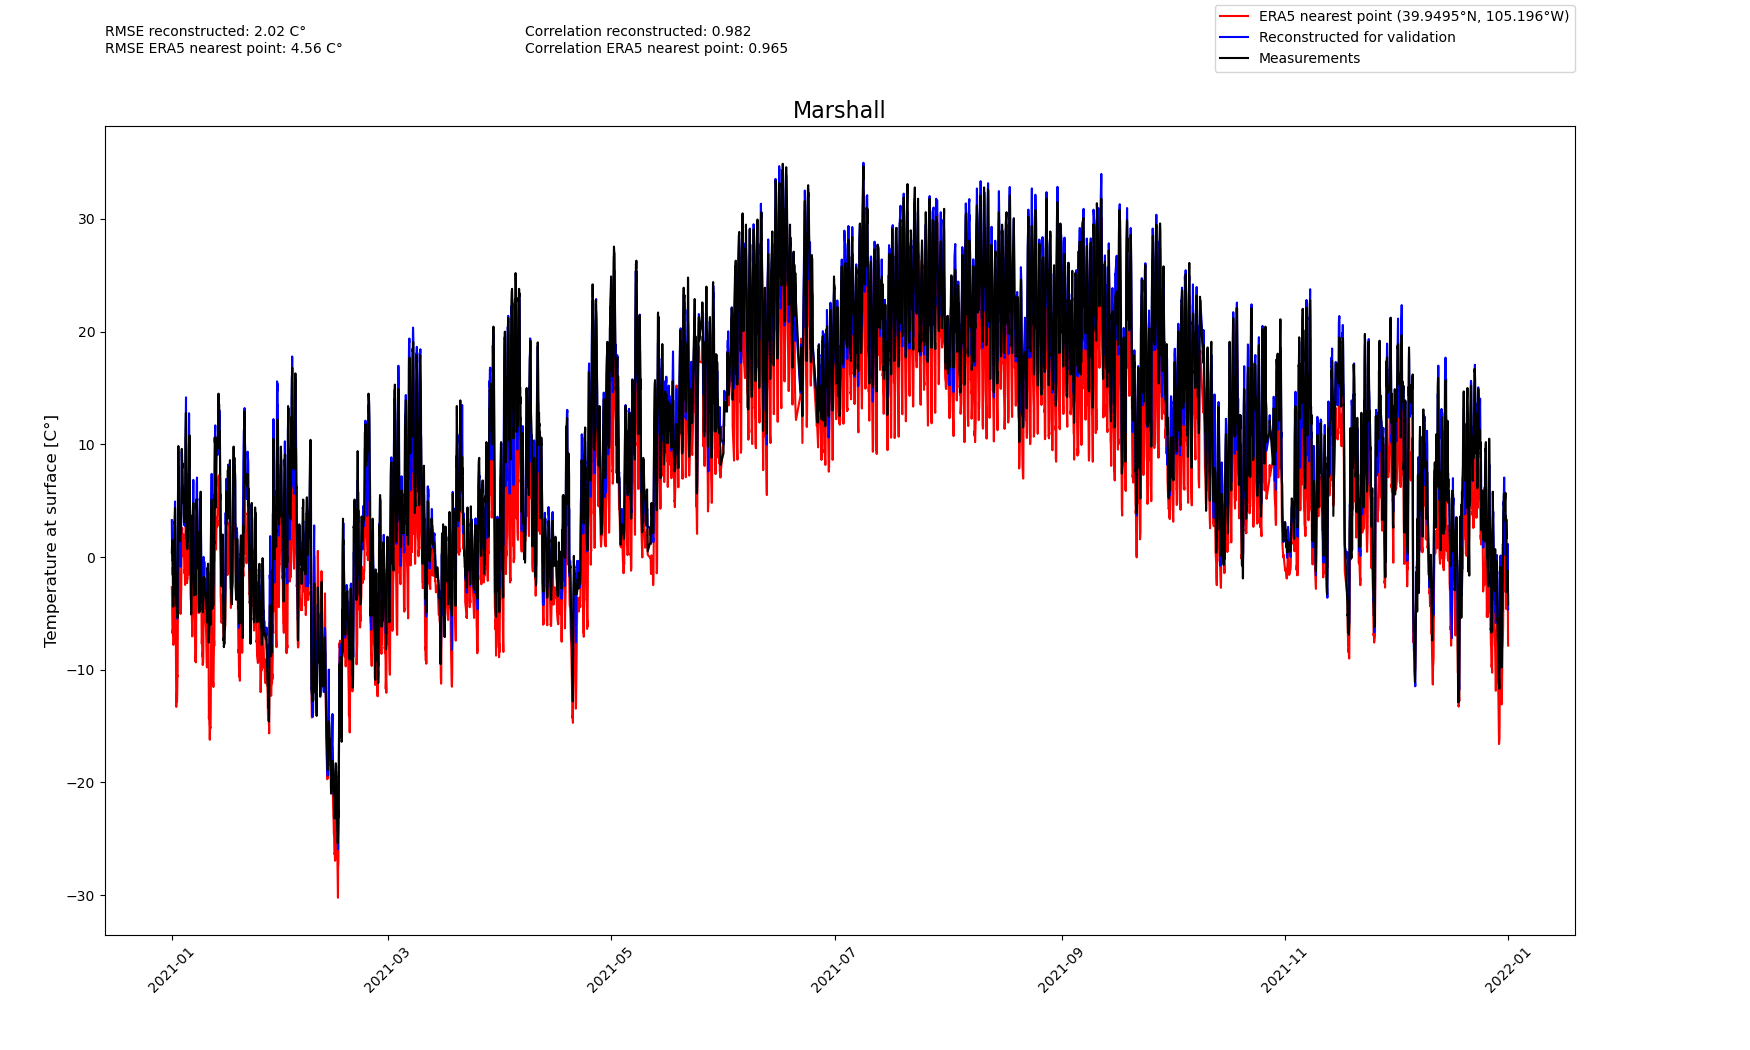 RMSE reconstructed: 2.02 C°
RMSE ERA5 nearest point: 4.56 C°
Correlation reconstructed: 0.982
Correlation ERA5 nearest point: 0.965
ERA5 nearest point (39.9495°N, 105.196°W)
Reconstructed for validation
Measurements
Marshall
Temperature at surface [C°]
30
20
10
0
−10
−20
−30
2021-01
2021-03
2021-05
2021-07
2021-09
2021-11
2022-01